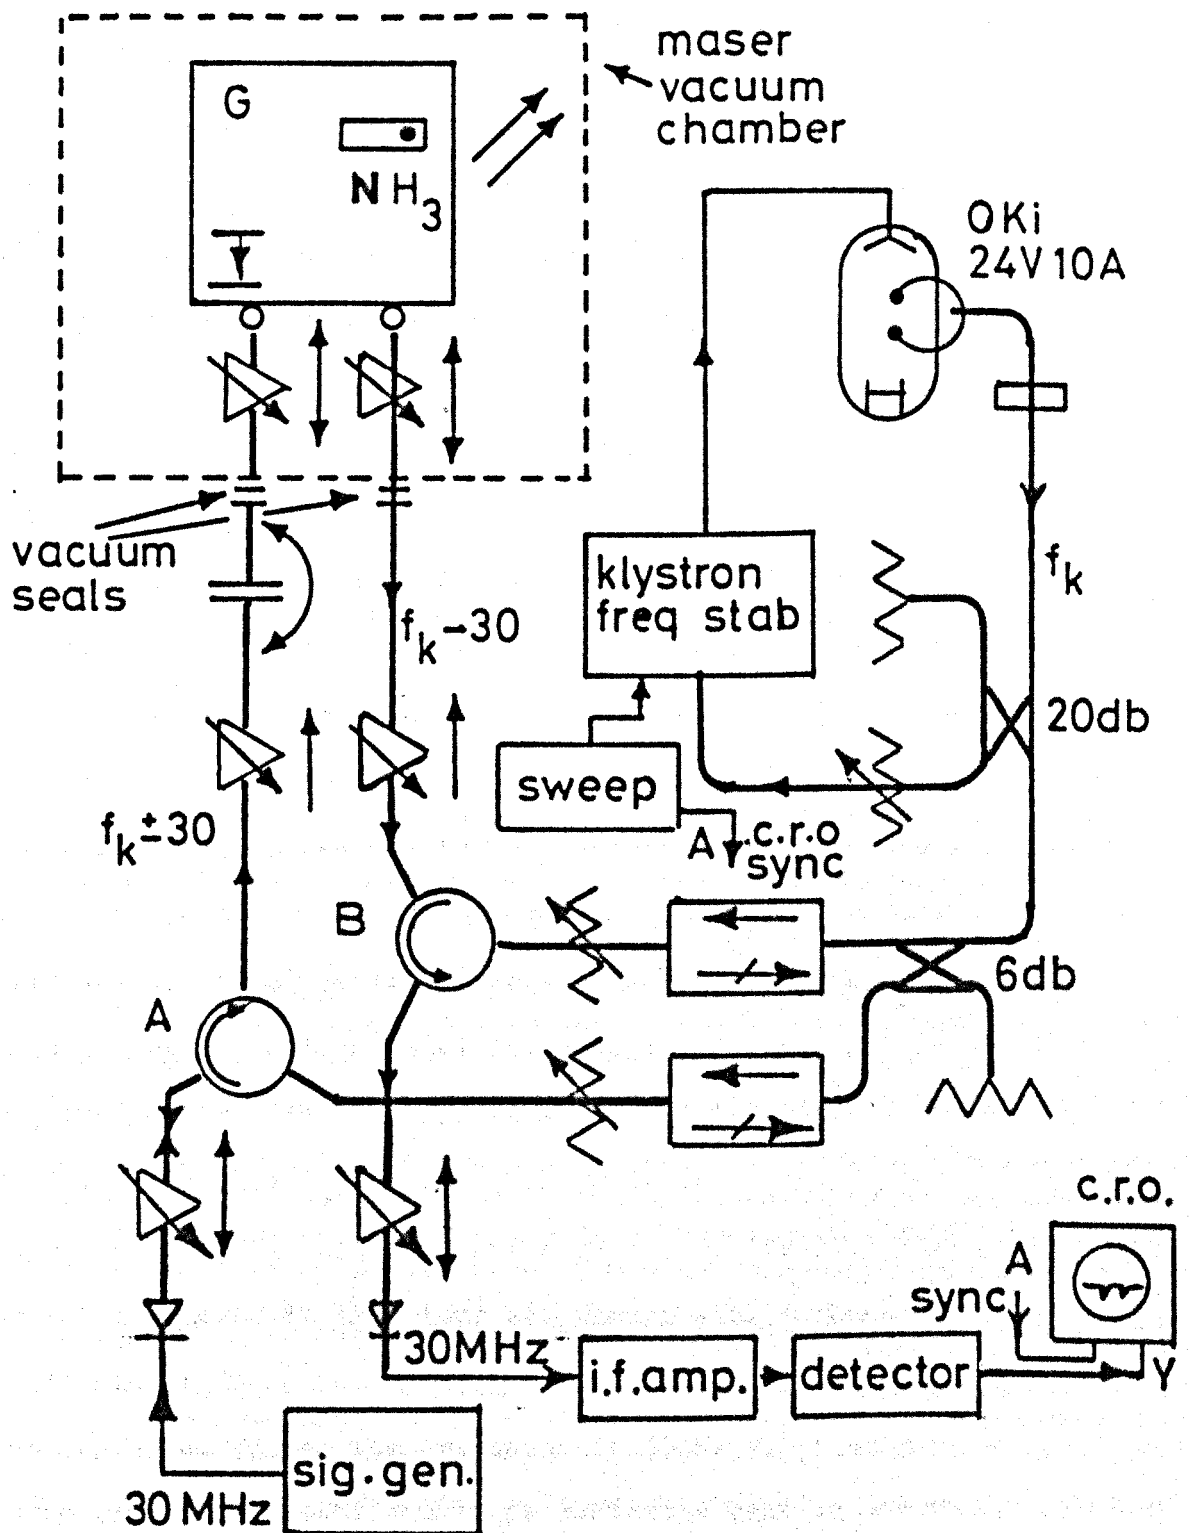 maser
vacuum
chamber
G
NH3
OKi
24V 10A
vacuum
seals
klystron
freq stab
fk
fk-30
20db
sweep
A
c.r.o
sync
fk±30
B
6db
A
c.r.o.
A
sync
30MHz
i.f.amp.
detector
Y
sig.gen.
30 MHz